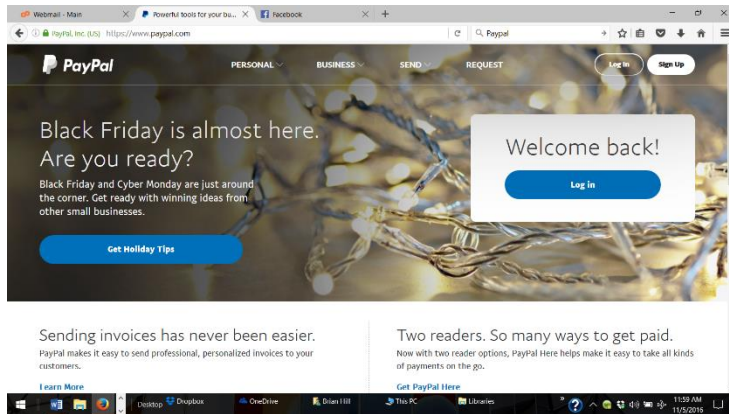 Webmail - Main
Powerful tools for your bu...
Facebook
PayPal, Inc. (US) https://www.paypal.com
Paypal
PayPal
PERSONAL BUSINESS SEND REQUEST
Log In Sign Up
Black Friday is almost here.
Are you ready?
Black Friday and Cyber Monday are just around
the corner. Get ready with winning ideas from
other small businesses.
Get Holiday Tips
Welcome back!
Log in
Sending invoices has never been easier.
PayPal makes it easy to send professional, personalized invoices to your
customers.
Learn More
Two readers. So many ways to get paid.
Now with two reader options, PayPal Here helps make it easy to take all kinds
of payments on the go.
Get PayPal Here
Desktop Dropbox OneDrive Brian Hill This PC Libraries
11:59 AM
11/5/2016